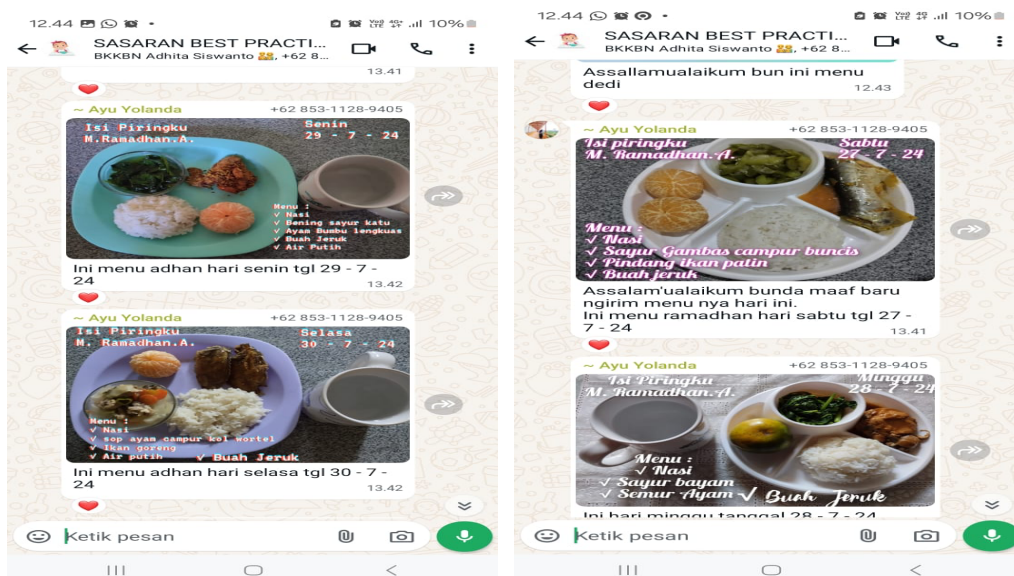 12.44
10%
SASARAN BEST PRACTI...
BKKBN Adhita Siswanto, +62 8...
13.41
~ Ayu Yolanda +62 853-1128-9405
Isi Piringku
M.Ramadhan.A.
Senin
29 - 7 - 24
Menu :
√ Nasi
√ Bening sayur katu
√ Ayam Bumbu lengkuas
√ Buah Jeruk
√ Air Putih
Ini menu adhan hari senin tgl 29 - 7 -
24
13.42
~ Ayu Yolanda +62 853-1128-9405
Isi Piringku
M. Ramadhan.A.
Selasa
30 - 7 - 24
Menu :
√ Nasi
√ sop ayam campur kol wortel
√ Ikan goreng
√ Air putih √ Buah Jeruk
Ini menu adhan hari selasa tgl 30 - 7 -
24
13.42
Ketik pesan
12.44
10%
SASARAN BEST PRACTI...
BKKBN Adhita Siswanto, +62 8...
Assallamualaikum bun ini menu
dedi
12.43
~ Ayu Yolanda +62 853-1128-9405
Isi piringku
M. Ramadhan.A.
Sabtu
27 - 7 - 24
Menu :
√ Nasi
√ Sayur Gambas campur buncis
√ Pindang ikan patin
√ Buah jeruk
Assalam'ualaikum bunda maaf baru
ngirim menu nya hari ini.
Ini menu ramadhan hari sabtu tgl 27 -
7 - 24
13.41
~ Ayu Yolanda +62 853-1128-9405
Isi Piringku
M. Ramadhan.A.
Minggu
28 - 7 - 24
Menu :
√ Nasi
√ Sayur bayam
√ Semur Ayam √ Buah Jeruk
Ini hari minggu tanggal 28 - 7 - 24
Ketik pesan